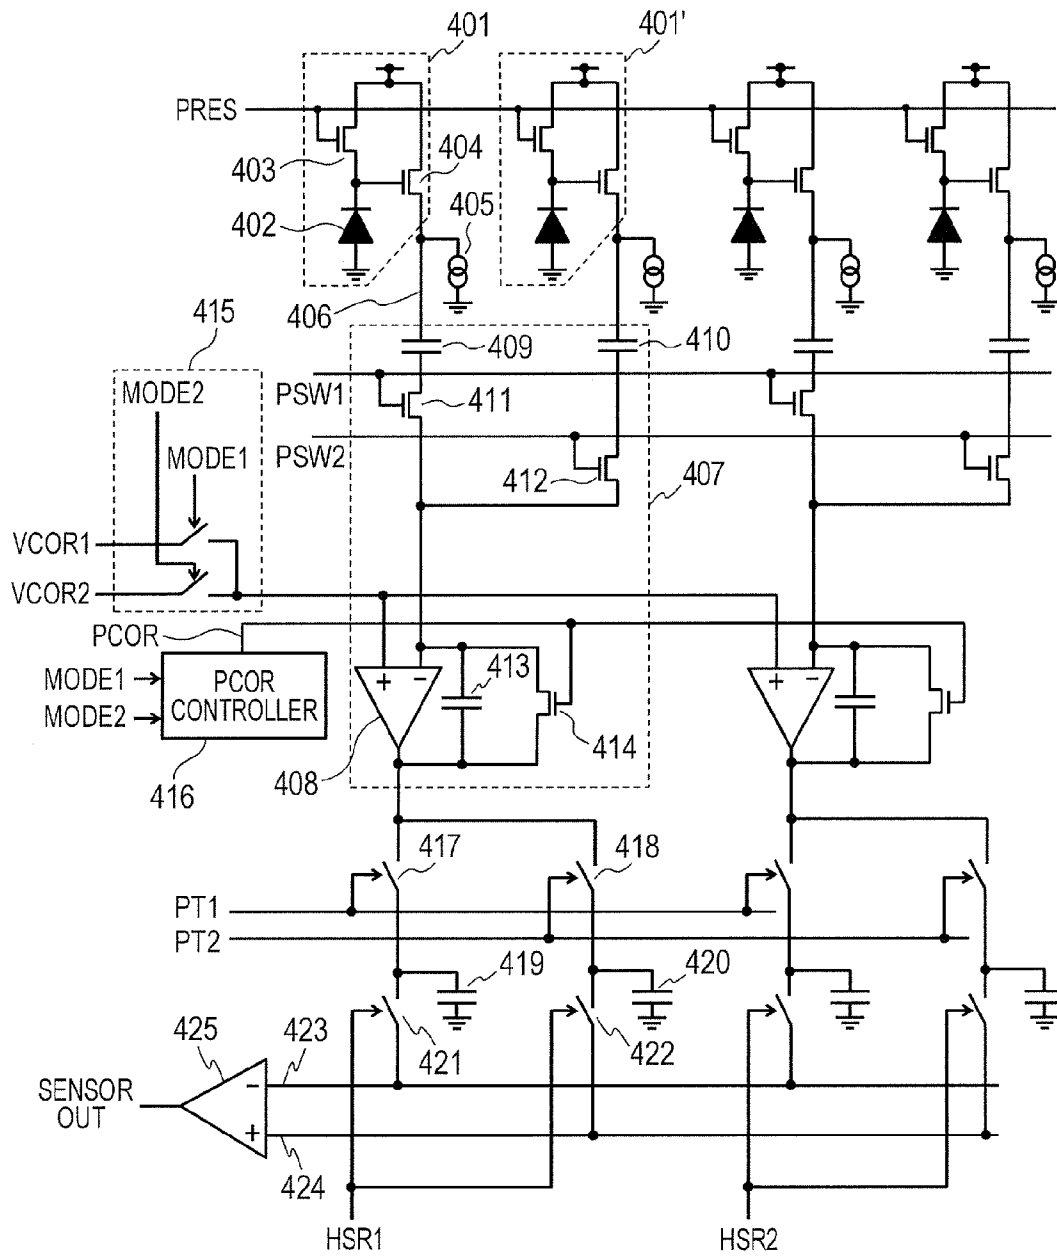 401
401'
PRES
403
404
402
405
406
415
409
410
MODE2
PSW1
411
MODE1
PSW2
412
407
VCOR1
VCOR2
PCOR
MODE1
MODE2
PCOR
CONTROLLER
+
−
413
+
−
408
414
416
417
418
PT1
PT2
419
420
425
423
421
422
SENSOR
OUT
−
+
424
HSR1
HSR2